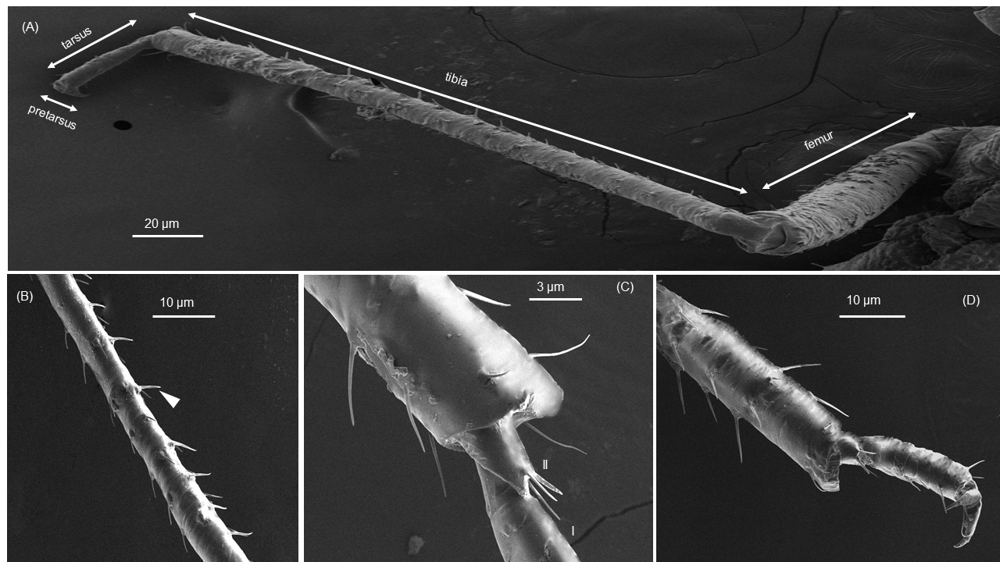 (A)
tarsus
tibia
pretarsus
femur
20 µm
(B)
10 µm
3 µm
(C)
II
I
10 µm
(D)